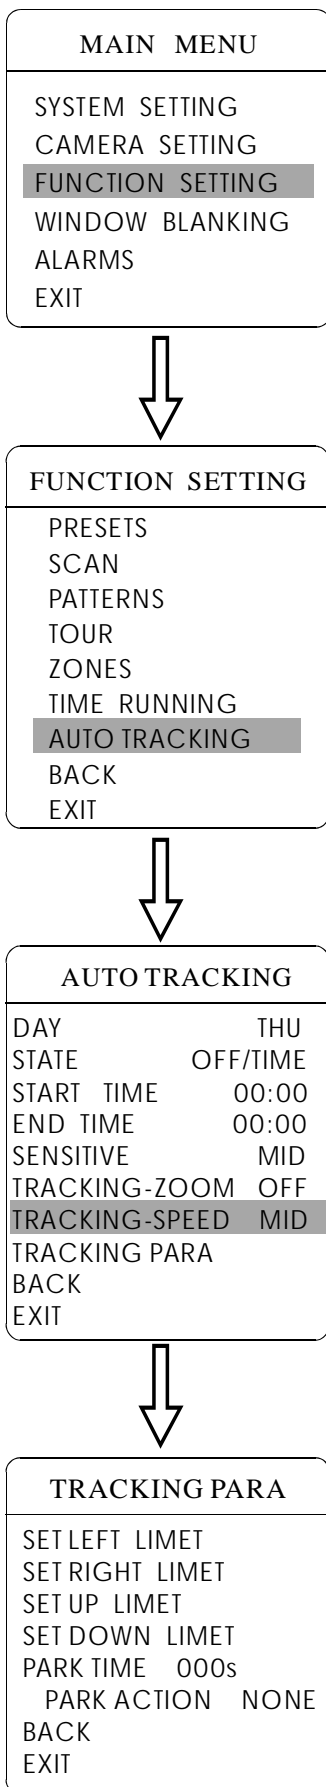 MAIN MENU
SYSTEM SETTING
CAMERA SETTING
FUNCTION SETTING
WINDOW BLANKING
ALARMS
EXIT
FUNCTION SETTING
PRESETS
SCAN
PATTERNS
TOUR
ZONES
TIME RUNNING
AUTO TRACKING
BACK
EXIT
AUTO TRACKING
DAY THU
STATE OFF/TIME
START TIME 00:00
END TIME 00:00
SENSITIVE MID
TRACKING-ZOOM OFF
TRACKING-SPEED MID
TRACKING PARA
BACK
EXIT
TRACKING PARA
SET LEFT LIMET
SET RIGHT LIMET
SET UP LIMET
SET DOWN LIMET
PARK TIME 000s
PARK ACTION NONE
BACK
EXIT